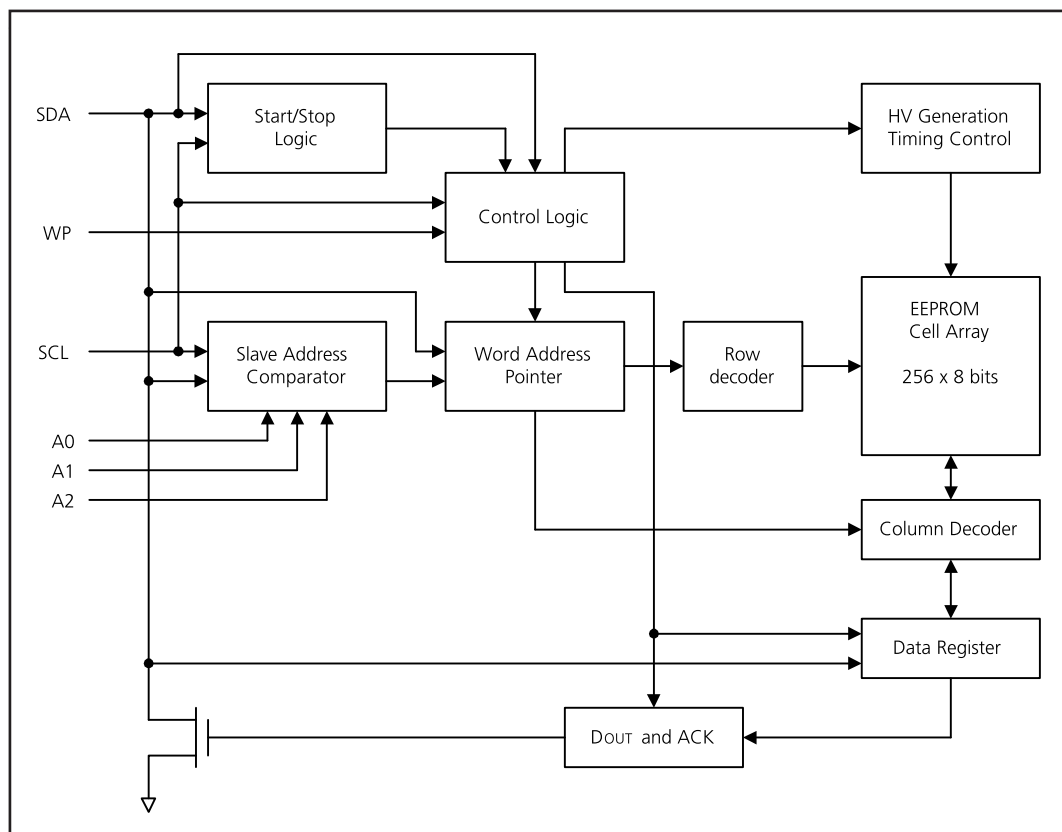 SDA
Start/Stop
Logic
HV Generation
Timing Control
WP
Control Logic
EEPROM
Cell Array
256 x 8 bits
SCL
Slave Address
Comparator
Word Address
Pointer
Row
decoder
A0
A1
A2
Column Decoder
Data Register
DOUT and ACK